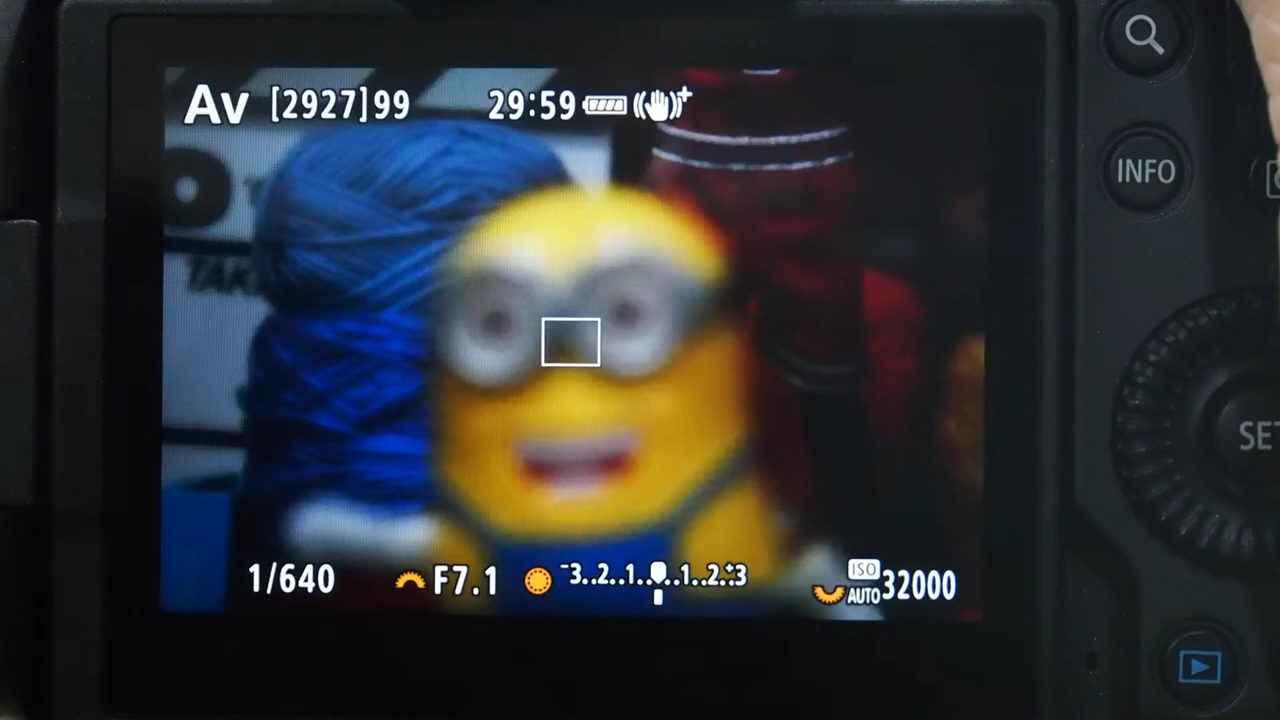 Av [2927]99 29:59
INFO
TAK
SET
1/640 F7.1 -3..2..1..●..1..2..+3 ISO AUTO 32000